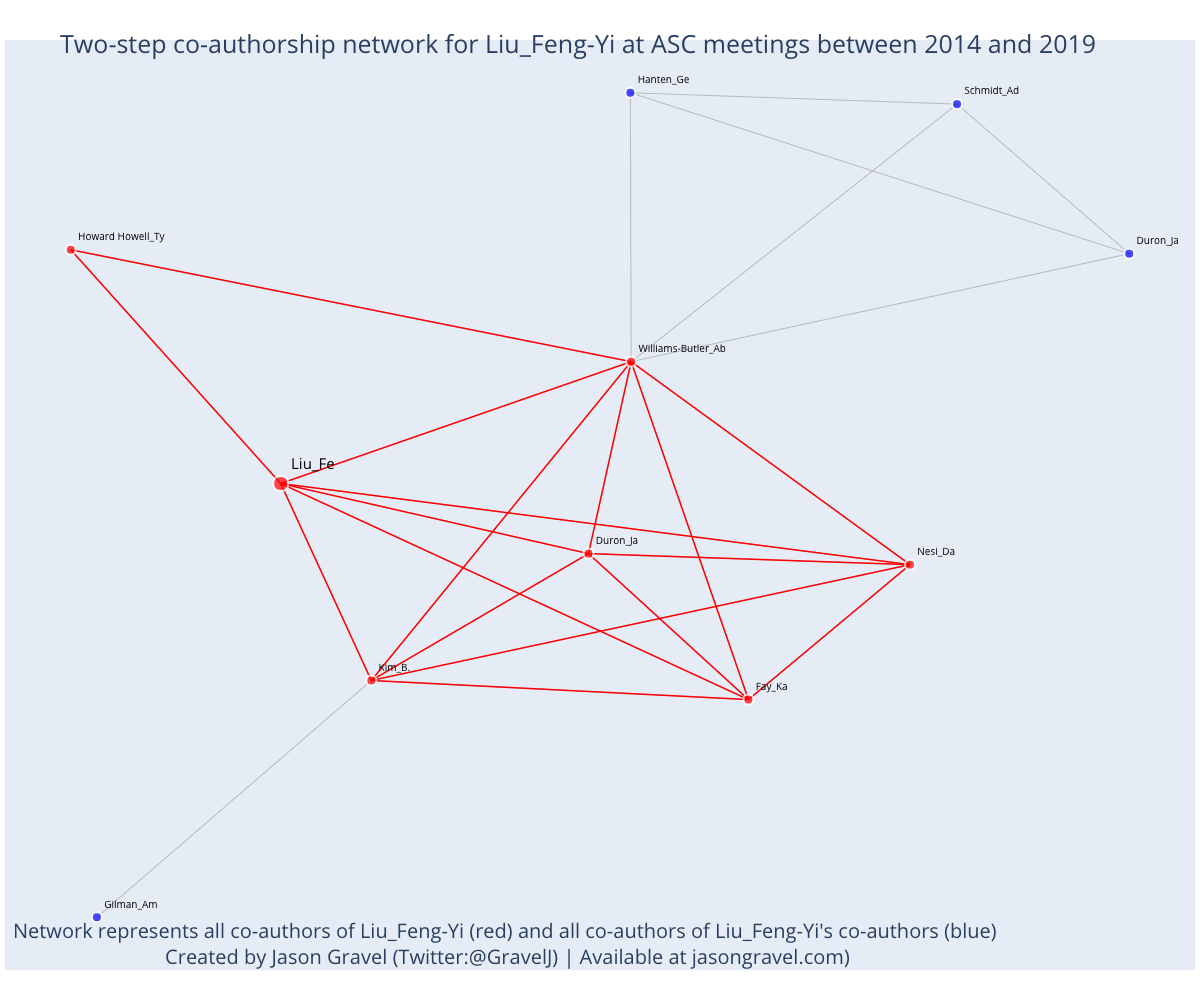 Two-step co-authorship network for Liu_Feng-Yi at ASC meetings between 2014 and 2019
Hanten_Ge
Schmidt_Ad
Howard Howell_Ty
Duron_Ja
Williams-Butler_Ab
Liu_Fe
Duron_Ja
Nesi_Da
Kim_B.
Fay_Ka
Gilman_Am
Network represents all co-authors of Liu_Feng-Yi (red) and all co-authors of Liu_Feng-Yi's co-authors (blue)
Created by Jason Gravel (Twitter:@GravelJ) | Available at jasongravel.com)